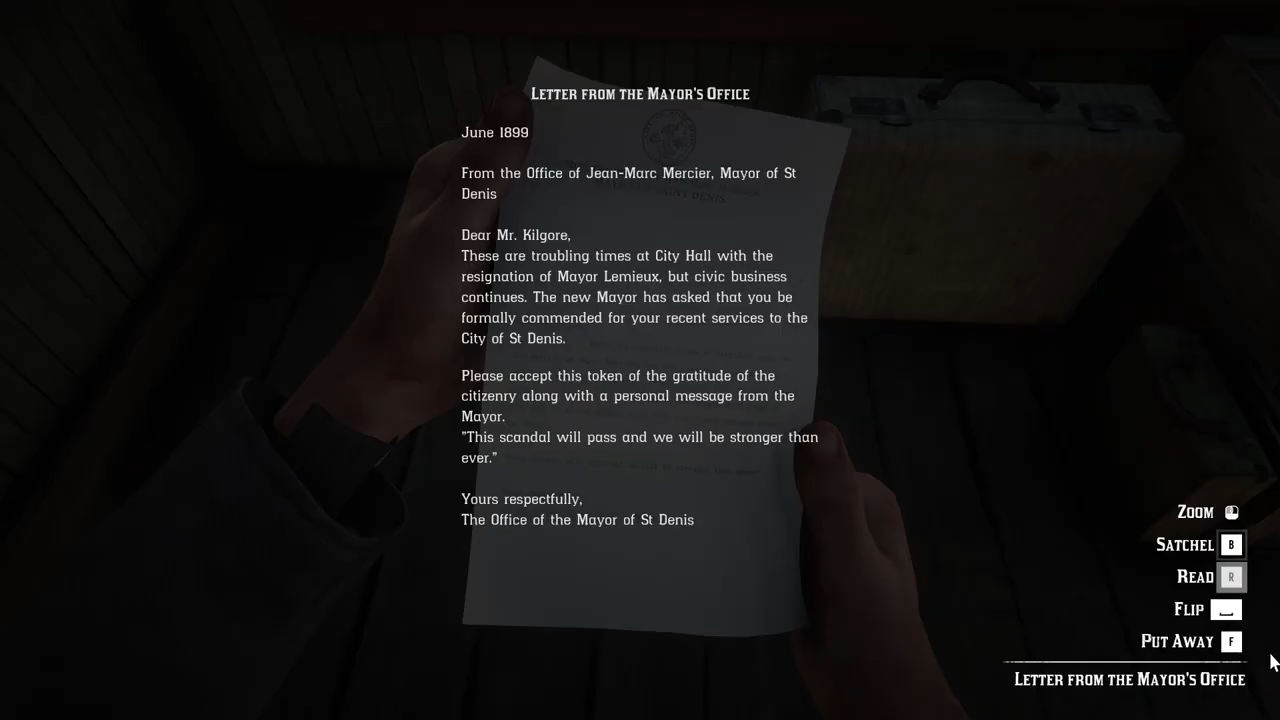 LETTER FROM THE MAYOR'S OFFICE
June 1899
From the Office of Jean-Marc Mercier, Mayor of St
Denis
Dear Mr. Kilgore,
These are troubling times at City Hall with the
resignation of Mayor Lemieux, but civic business
continues. The new Mayor has asked that you be
formally commended for your recent services to the
City of St Denis.
Please accept this token of the gratitude of the
citizenry along with a personal message from the
Mayor.
"This scandal will pass and we will be stronger than
ever."
Yours respectfully,
The Office of the Mayor of St Denis
ZOOM
SATCHEL B
READ R
FLIP
PUT AWAY F
LETTER FROM THE MAYOR'S OFFICE